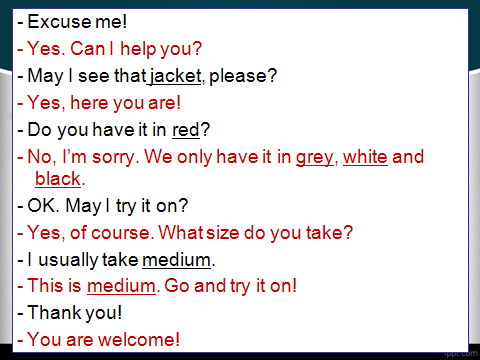 - Excuse me!
- Yes. Can I help you?
- May I see that jacket, please?
- Yes, here you are!
- Do you have it in red?
- No, I'm sorry. We only have it in grey, white and
black.
- OK. May I try it on?
- Yes, of course. What size do you take?
- I usually take medium.
- This is medium. Go and try it on!
- Thank you!
- You are welcome!
fppt.com